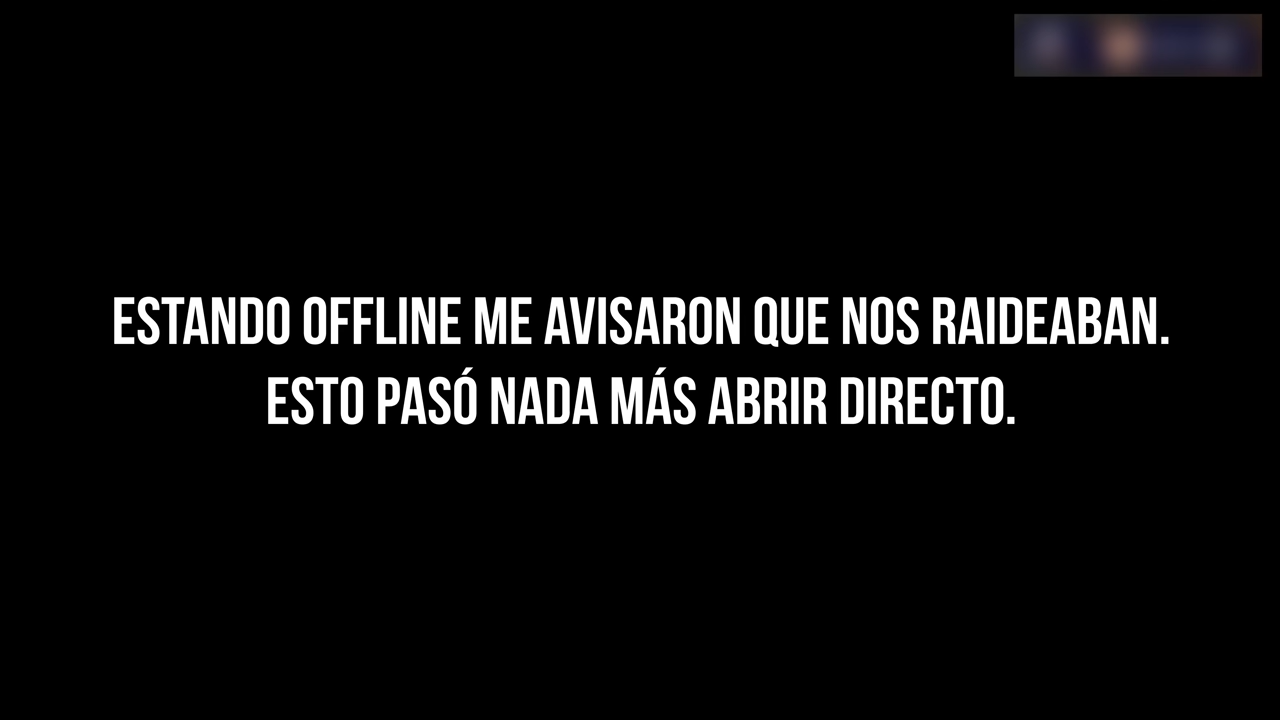 ESTANDO OFFLINE ME AVISARON QUE NOS RAIDEABAN.
ESTO PASÓ NADA MÁS ABRIR DIRECTO.